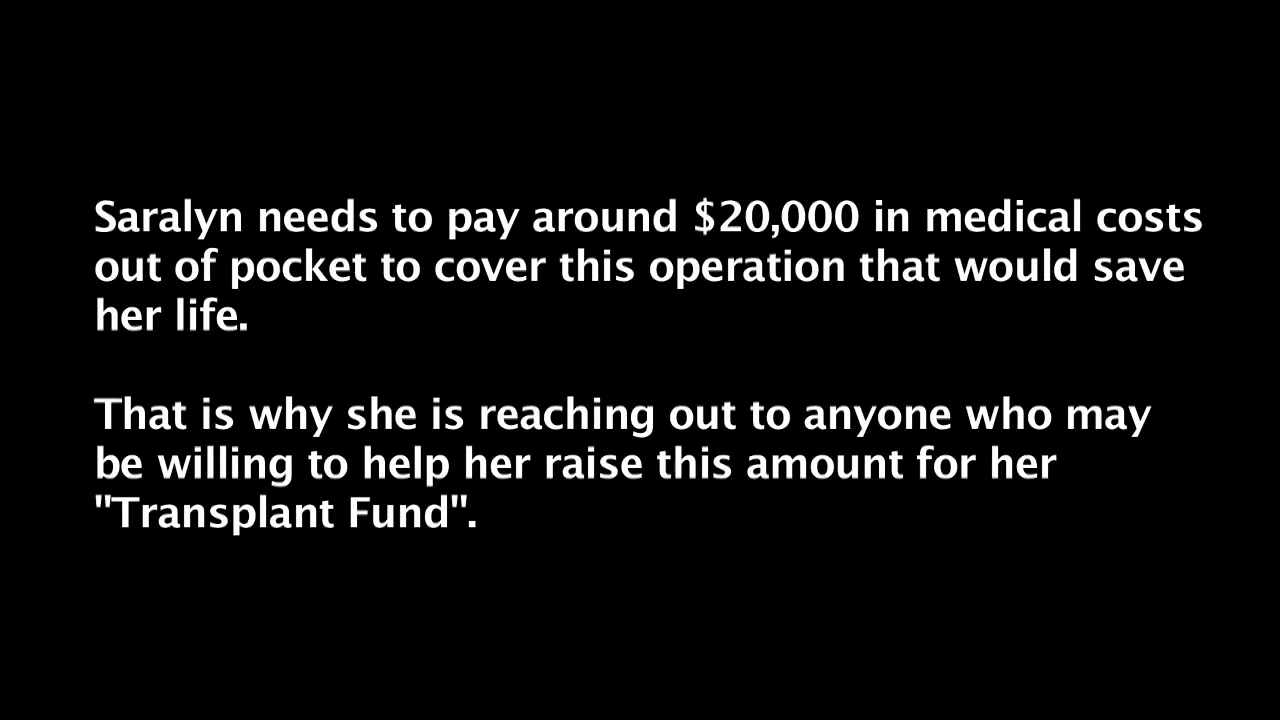 Saralyn needs to pay around $20,000 in medical costs
out of pocket to cover this operation that would save
her life.
That is why she is reaching out to anyone who may
be willing to help her raise this amount for her
"Transplant Fund".